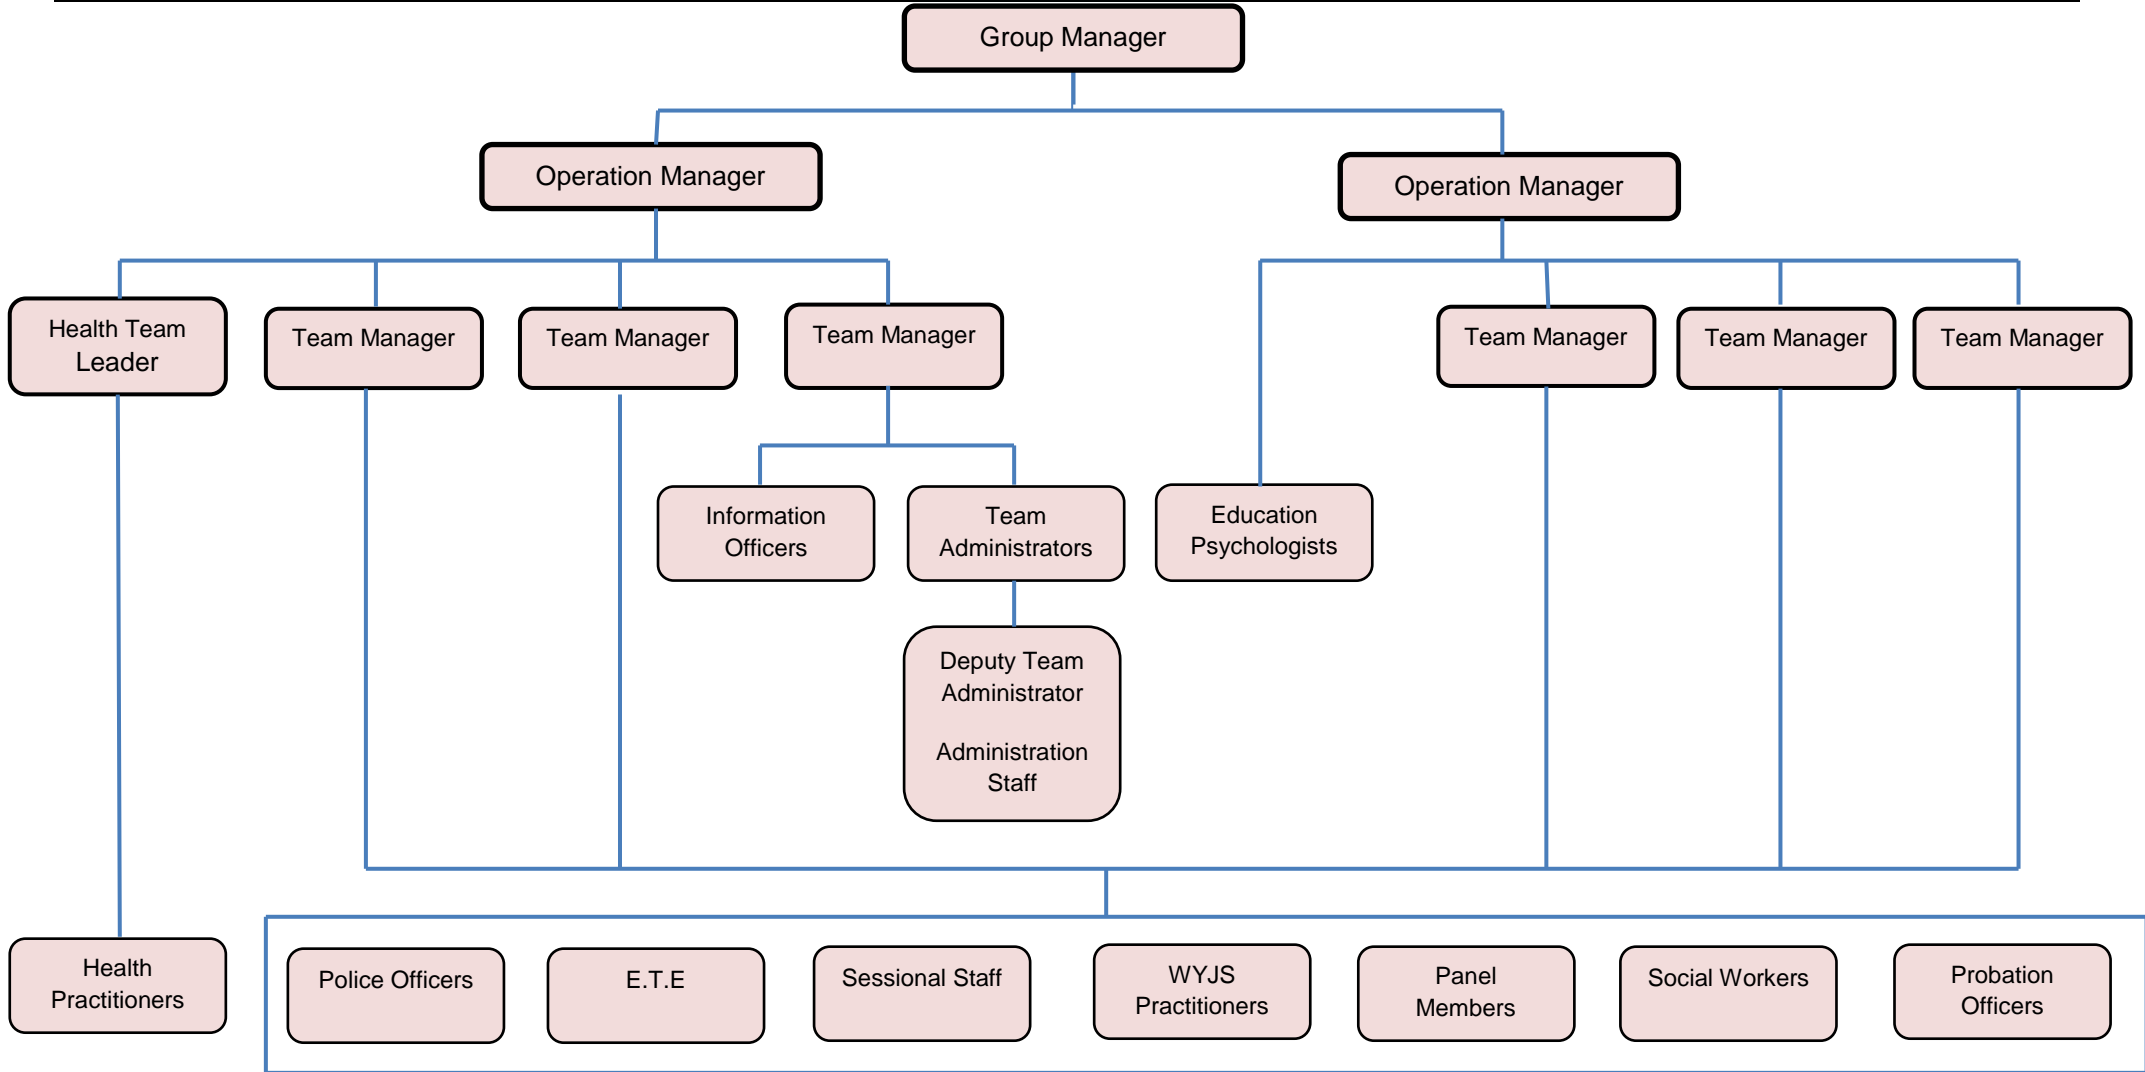 Group Manager
Operation Manager
Operation Manager
Health Team
Leader
Team Manager
Team Manager
Team Manager
Team Manager
Team Manager
Team Manager
Information
Officers
Team
Administrators
Education
Psychologists
Deputy Team
Administrator
Administration
Staff
Health
Practitioners
Police Officers
E.T.E
Sessional Staff
WYJS
Practitioners
Panel
Members
Social Workers
Probation
Officers